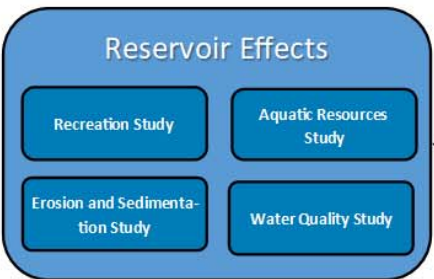 Reservoir Effects
Recreation Study
Aquatic Resources
Study
Erosion and Sedimenta-
tion Study
Water Quality Study